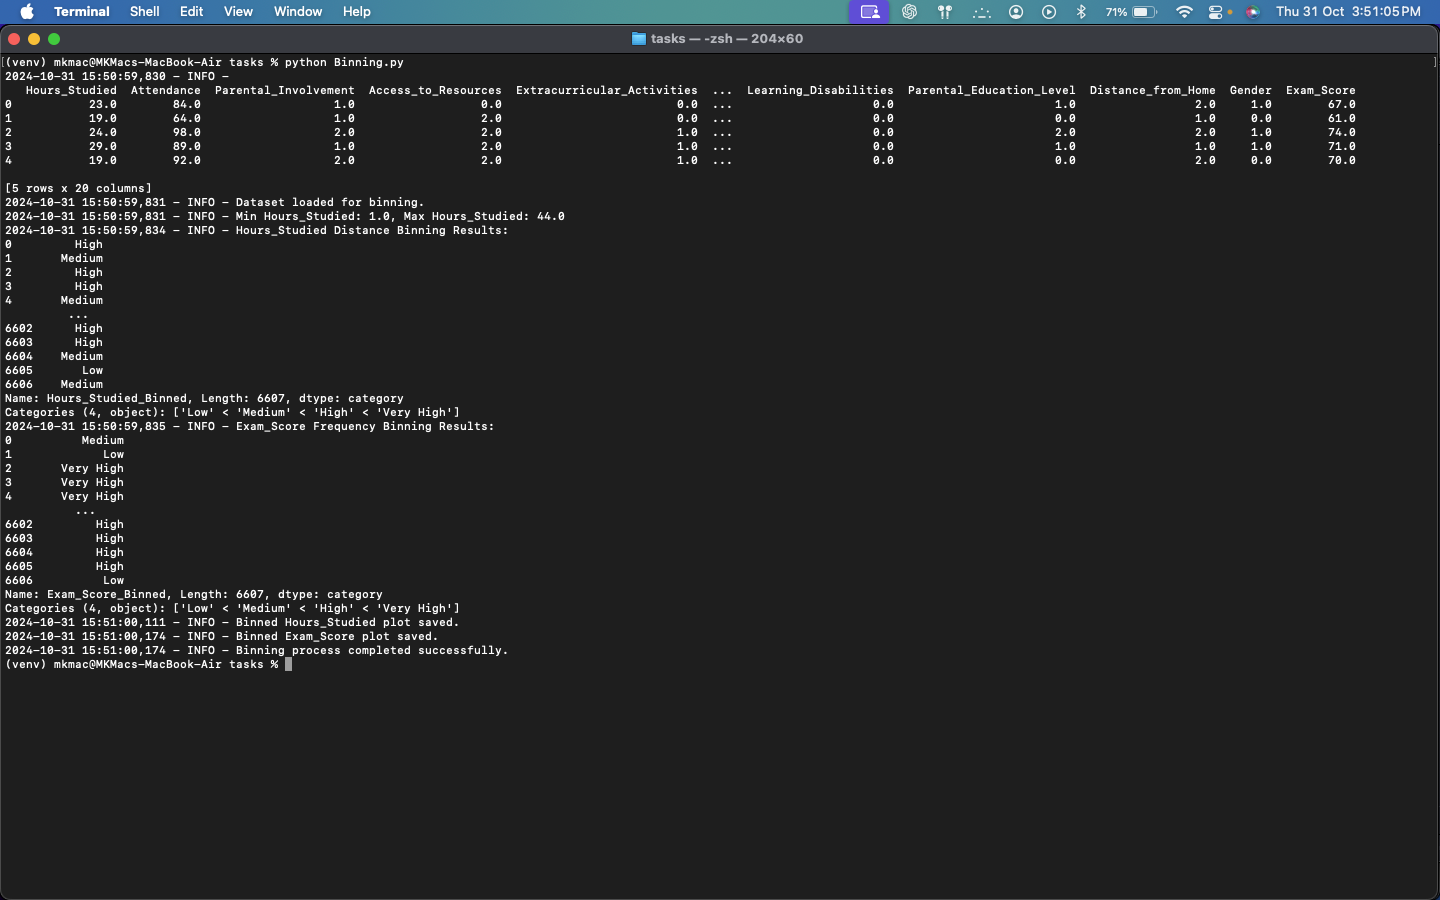 Terminal Shell Edit View Window Help 71% Thu 31 Oct 3:51:05 PM
tasks — -zsh — 204×60
(venv) mkmac@MKMacs-MacBook-Air tasks % python Binning.py
2024-10-31 15:50:59,830 - INFO -
Hours_Studied Attendance Parental_Involvement Access_to_Resources Extracurricular_Activities ... Learning_Disabilities Parental_Education_Level Distance_from_Home Gender Exam_Score
0 23.0 84.0 1.0 0.0 0.0 ... 0.0 1.0 2.0 1.0 67.0
1 19.0 64.0 1.0 2.0 0.0 ... 0.0 0.0 1.0 0.0 61.0
2 24.0 98.0 2.0 2.0 1.0 ... 0.0 2.0 2.0 1.0 74.0
3 29.0 89.0 1.0 2.0 1.0 ... 0.0 1.0 1.0 1.0 71.0
4 19.0 92.0 2.0 2.0 1.0 ... 0.0 0.0 2.0 0.0 70.0
[5 rows x 20 columns]
2024-10-31 15:50:59,831 - INFO - Dataset loaded for binning.
2024-10-31 15:50:59,831 - INFO - Min Hours_Studied: 1.0, Max Hours_Studied: 44.0
2024-10-31 15:50:59,834 - INFO - Hours_Studied Distance Binning Results:
0 High
1 Medium
2 High
3 High
4 Medium
...
6602 High
6603 High
6604 Medium
6605 Low
6606 Medium
Name: Hours_Studied_Binned, Length: 6607, dtype: category
Categories (4, object): ['Low' < 'Medium' < 'High' < 'Very High']
2024-10-31 15:50:59,835 - INFO - Exam_Score Frequency Binning Results:
0 Medium
1 Low
2 Very High
3 Very High
4 Very High
...
6602 High
6603 High
6604 High
6605 High
6606 Low
Name: Exam_Score_Binned, Length: 6607, dtype: category
Categories (4, object): ['Low' < 'Medium' < 'High' < 'Very High']
2024-10-31 15:51:00,111 - INFO - Binned Hours_Studied plot saved.
2024-10-31 15:51:00,174 - INFO - Binned Exam_Score plot saved.
2024-10-31 15:51:00,174 - INFO - Binning process completed successfully.
(venv) mkmac@MKMacs-MacBook-Air tasks %